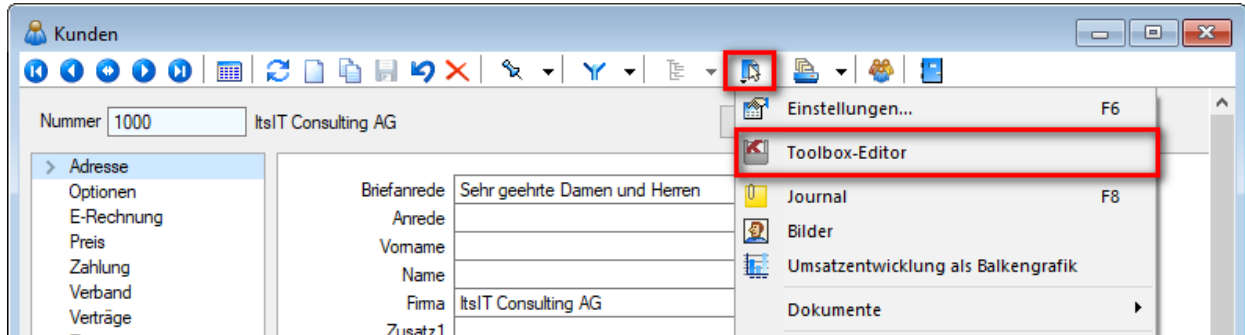 Kunden
Nummer 1000 ItsIT Consulting AG
Einstellungen... F6
Toolbox-Editor
Journal F8
Bilder
Umsatzentwicklung als Balkengrafik
Dokumente
Adresse
Optionen
E-Rechnung
Preis
Zahlung
Verband
Verträge
Briefanrede Sehr geehrte Damen und Herren
Anrede
Vorname
Name
Firma ItsIT Consulting AG
Zusatz1